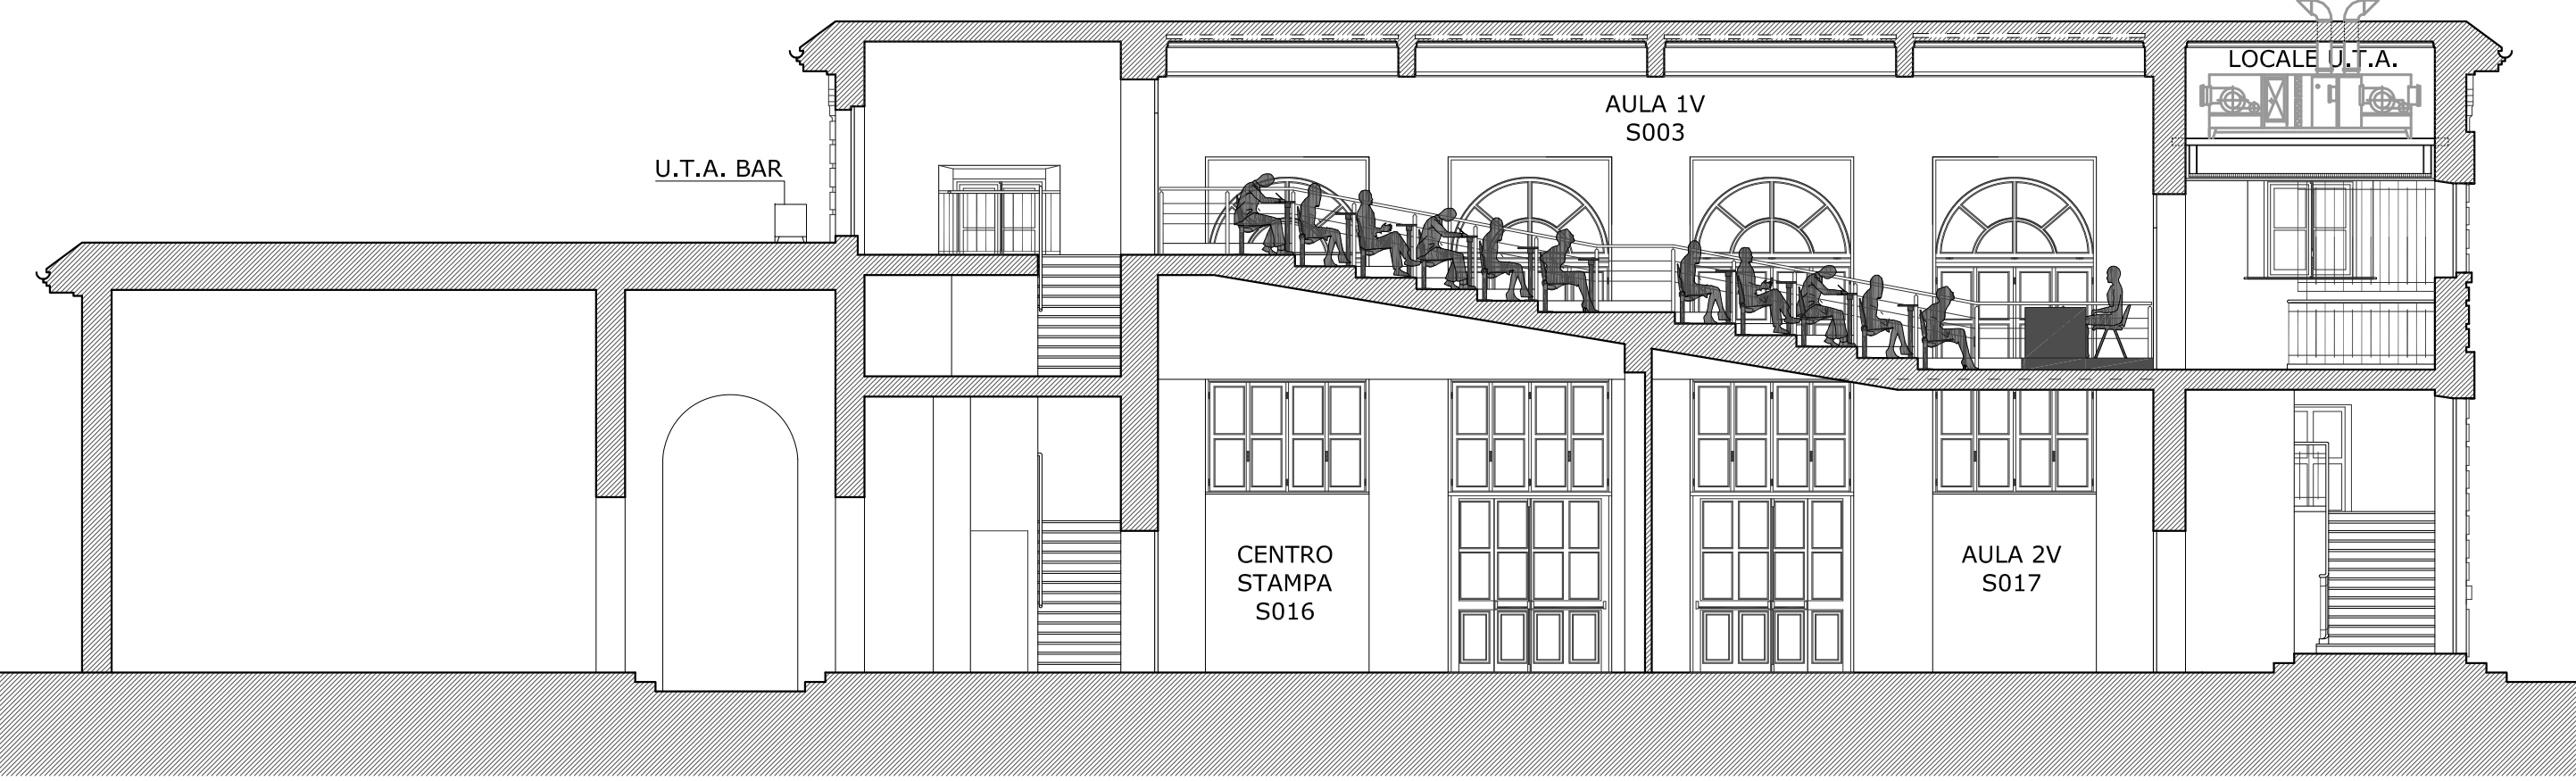 LOCALE U.T.A.
AULA 1V
S003
U.T.A. BAR
CENTRO
STAMPA
S016
AULA 2V
S017